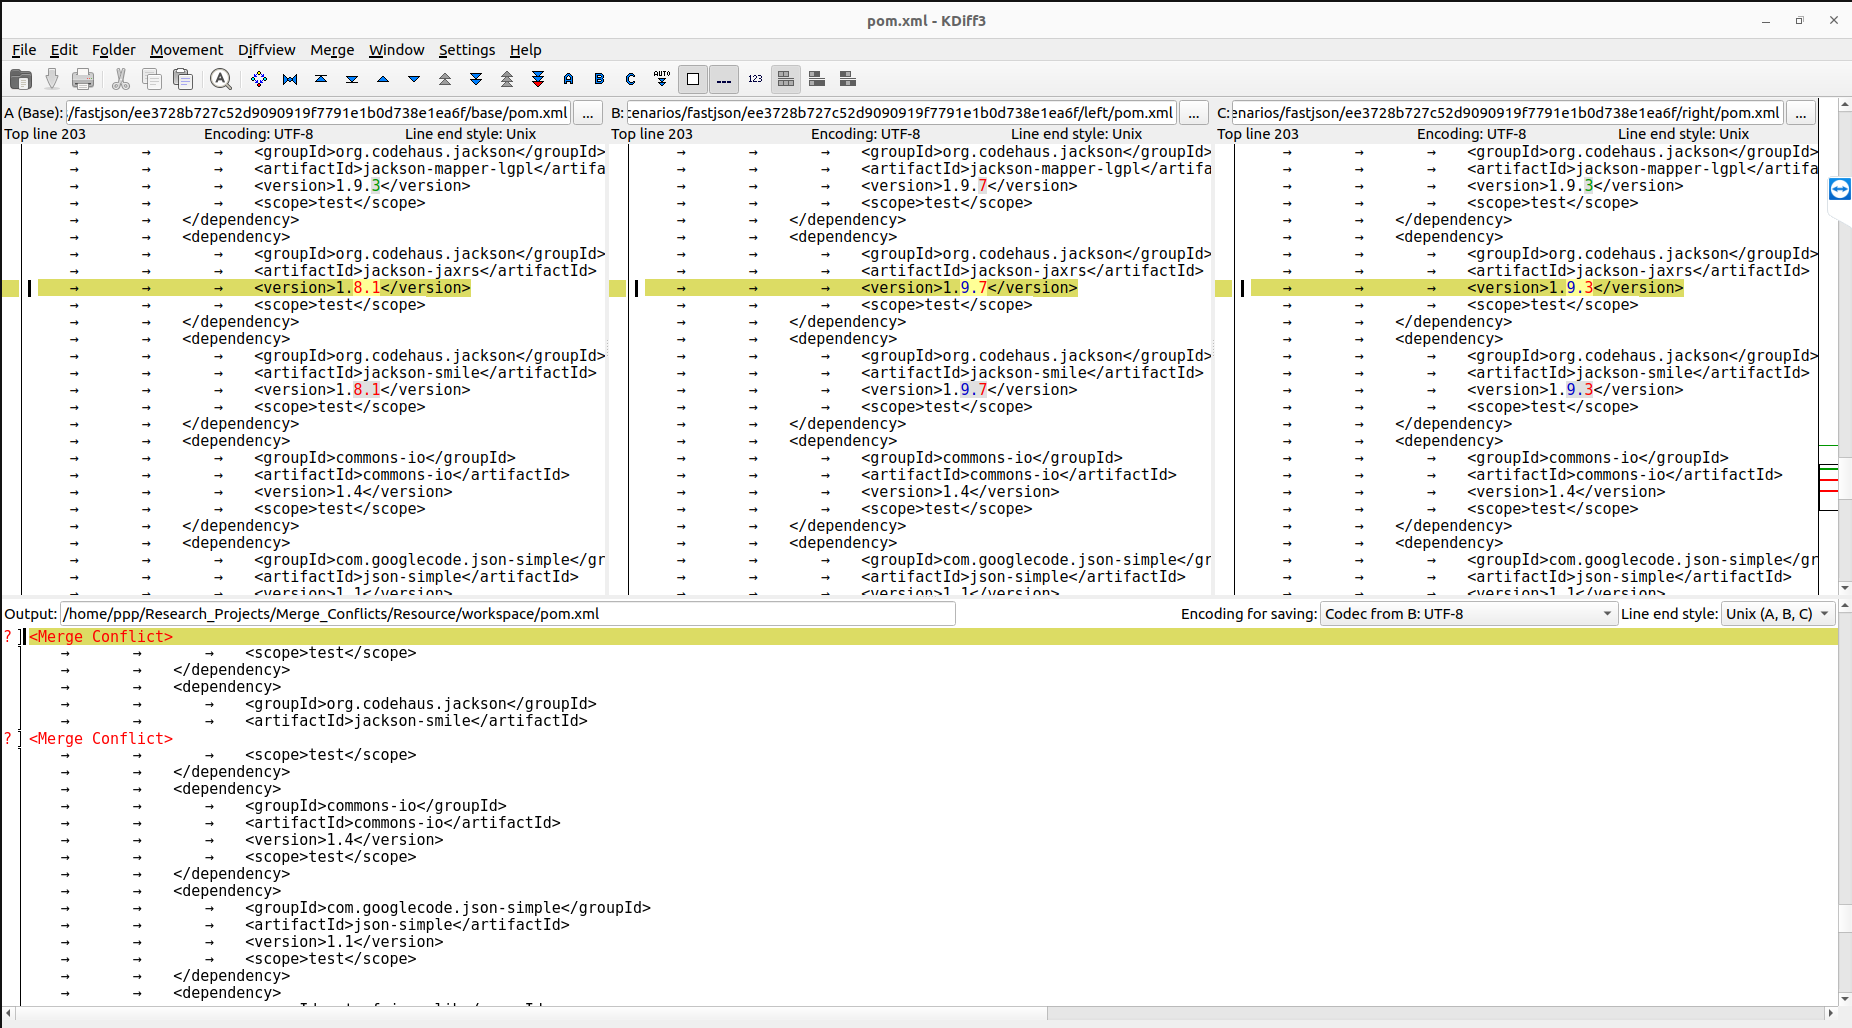 pom.xml - KDiff3
File Edit Folder Movement Diffview Merge Window Settings Help
A B C AUTO 123
A (Base): /fastjson/ee3728b727c52d9090919f7791e1b0d738e1ea6f/base/pom.xml ...
Top line 203 Encoding: UTF-8 Line end style: Unix
→ → → <groupId>org.codehaus.jackson</groupId>
→ → → <artifactId>jackson-mapper-lgpl</artifa
→ → → <version>1.9.3</version>
→ → → <scope>test</scope>
→ → </dependency>
→ → <dependency>
→ → → <groupId>org.codehaus.jackson</groupId>
→ → → <artifactId>jackson-jaxrs</artifactId>
→ → → <version>1.8.1</version>
→ → → <scope>test</scope>
→ → </dependency>
→ → <dependency>
→ → → <groupId>org.codehaus.jackson</groupId>
→ → → <artifactId>jackson-smile</artifactId>
→ → → <version>1.8.1</version>
→ → → <scope>test</scope>
→ → </dependency>
→ → <dependency>
→ → → <groupId>commons-io</groupId>
→ → → <artifactId>commons-io</artifactId>
→ → → <version>1.4</version>
→ → → <scope>test</scope>
→ → </dependency>
→ → <dependency>
→ → → <groupId>com.googlecode.json-simple</gr
→ → → <artifactId>json-simple</artifactId>
→ → → <version>1.1</version>
B: enarios/fastjson/ee3728b727c52d9090919f7791e1b0d738e1ea6f/left/pom.xml ...
Top line 203 Encoding: UTF-8 Line end style: Unix
→ → → <groupId>org.codehaus.jackson</groupId>
→ → → <artifactId>jackson-mapper-lgpl</artifa
→ → → <version>1.9.7</version>
→ → → <scope>test</scope>
→ → </dependency>
→ → <dependency>
→ → → <groupId>org.codehaus.jackson</groupId>
→ → → <artifactId>jackson-jaxrs</artifactId>
→ → → <version>1.9.7</version>
→ → → <scope>test</scope>
→ → </dependency>
→ → <dependency>
→ → → <groupId>org.codehaus.jackson</groupId>
→ → → <artifactId>jackson-smile</artifactId>
→ → → <version>1.9.7</version>
→ → → <scope>test</scope>
→ → </dependency>
→ → <dependency>
→ → → <groupId>commons-io</groupId>
→ → → <artifactId>commons-io</artifactId>
→ → → <version>1.4</version>
→ → → <scope>test</scope>
→ → </dependency>
→ → <dependency>
→ → → <groupId>com.googlecode.json-simple</gr
→ → → <artifactId>json-simple</artifactId>
→ → → <version>1.1</version>
C: enarios/fastjson/ee3728b727c52d9090919f7791e1b0d738e1ea6f/right/pom.xml ...
Top line 203 Encoding: UTF-8 Line end style: Unix
→ → → <groupId>org.codehaus.jackson</groupId>
→ → → <artifactId>jackson-mapper-lgpl</artifa
→ → → <version>1.9.3</version>
→ → → <scope>test</scope>
→ → </dependency>
→ → <dependency>
→ → → <groupId>org.codehaus.jackson</groupId>
→ → → <artifactId>jackson-jaxrs</artifactId>
→ → → <version>1.9.3</version>
→ → → <scope>test</scope>
→ → </dependency>
→ → <dependency>
→ → → <groupId>org.codehaus.jackson</groupId>
→ → → <artifactId>jackson-smile</artifactId>
→ → → <version>1.9.3</version>
→ → → <scope>test</scope>
→ → </dependency>
→ → <dependency>
→ → → <groupId>commons-io</groupId>
→ → → <artifactId>commons-io</artifactId>
→ → → <version>1.4</version>
→ → → <scope>test</scope>
→ → </dependency>
→ → <dependency>
→ → → <groupId>com.googlecode.json-simple</gr
→ → → <artifactId>json-simple</artifactId>
→ → → <version>1.1</version>
Output: /home/ppp/Research_Projects/Merge_Conflicts/Resource/workspace/pom.xml Encoding for saving: Codec from B: UTF-8 Line end style: Unix (A, B, C)
? <Merge Conflict>
→ → → <scope>test</scope>
→ → </dependency>
→ → <dependency>
→ → → <groupId>org.codehaus.jackson</groupId>
→ → → <artifactId>jackson-smile</artifactId>
? <Merge Conflict>
→ → → <scope>test</scope>
→ → </dependency>
→ → <dependency>
→ → → <groupId>commons-io</groupId>
→ → → <artifactId>commons-io</artifactId>
→ → → <version>1.4</version>
→ → → <scope>test</scope>
→ → </dependency>
→ → <dependency>
→ → → <groupId>com.googlecode.json-simple</groupId>
→ → → <artifactId>json-simple</artifactId>
→ → → <version>1.1</version>
→ → → <scope>test</scope>
→ → </dependency>
→ → <dependency>